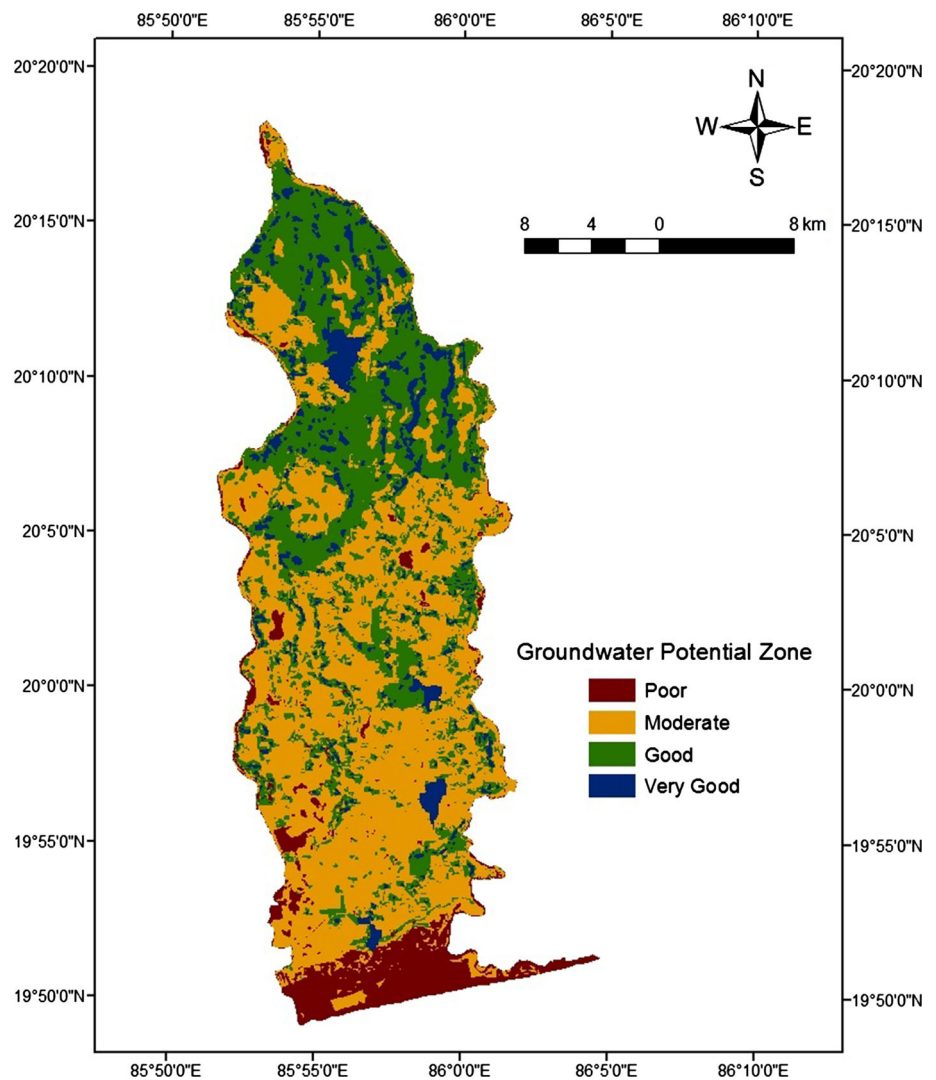 85°50'0"E 85°55'0"E 86°0'0"E 86°5'0"E 86°10'0"E
20°20'0"N 20°20'0"N
N
W E
S
20°15'0"N 20°15'0"N
8 4 0 8 km
20°10'0"N 20°10'0"N
20°5'0"N 20°5'0"N
Groundwater Potential Zone
20°0'0"N 20°0'0"N
Poor
Moderate
Good
Very Good
19°55'0"N 19°55'0"N
19°50'0"N 19°50'0"N
85°50'0"E 85°55'0"E 86°0'0"E 86°5'0"E 86°10'0"E